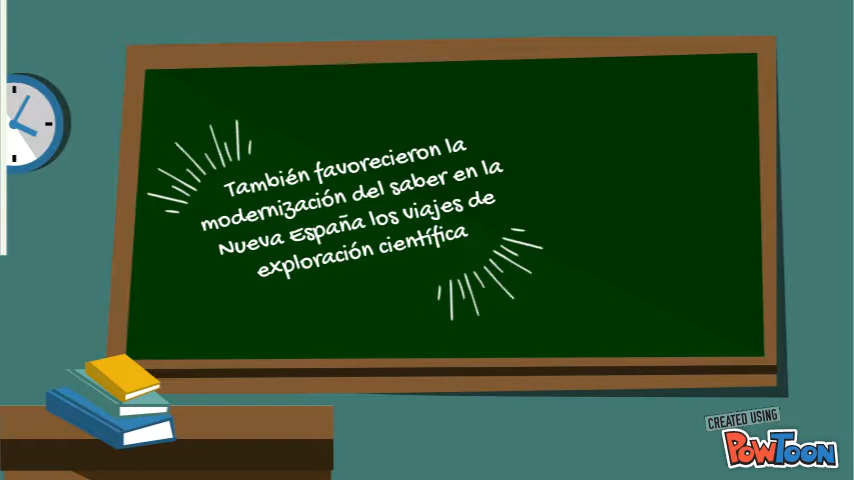 También favorecieron la
modernización del saber en la
Nueva España los viajes de
exploración científica
CREATED USING
POWTOON